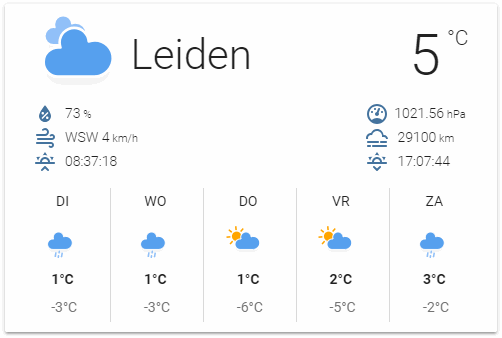 Leiden 5 °C
73 % 1021.56 hPa
WSW 4 km/h 29100 km
08:37:18 17:07:44
DI WO DO VR ZA
1°C 1°C 1°C 2°C 3°C
-3°C -3°C -6°C -5°C -2°C